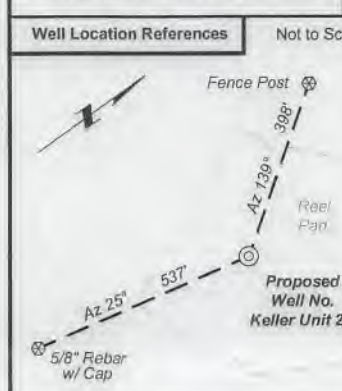 Well Location References
Not to Sc
Fence Post
398'
Az 139°
Reel
Pan
Proposed
Well No.
Keller Unit 2
537'
Az 25°
5/8" Rebar
w/ Cap